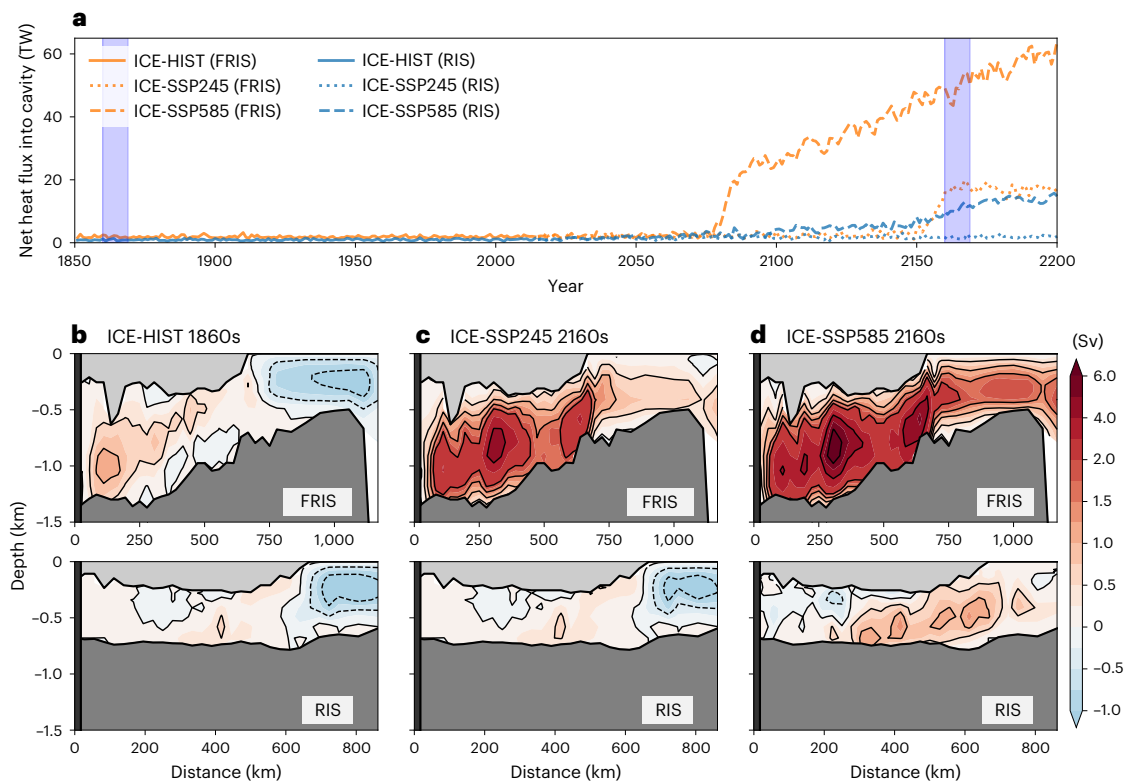 a
Net heat flux into cavity (TW)
60
40
20
0
ICE-HIST (FRIS)
ICE-SSP245 (FRIS)
ICE-SSP585 (FRIS)
ICE-HIST (RIS)
ICE-SSP245 (RIS)
ICE-SSP585 (RIS)
1850 1900 1950 2000 2050 2100 2150 2200
Year
b ICE-HIST 1860s
c ICE-SSP245 2160s
d ICE-SSP585 2160s
(Sv)
Depth (km)
0
–0.5
–1.0
–1.5
FRIS
FRIS
FRIS
0 250 500 750 1,000
0 250 500 750 1,000
0 250 500 750 1,000
0
–0.5
–1.0
–1.5
RIS
RIS
RIS
0 200 400 600 800
0 200 400 600 800
0 200 400 600 800
Distance (km)
Distance (km)
Distance (km)
6.0
4.0
2.0
1.5
1.0
0.5
0
–0.5
–1.0